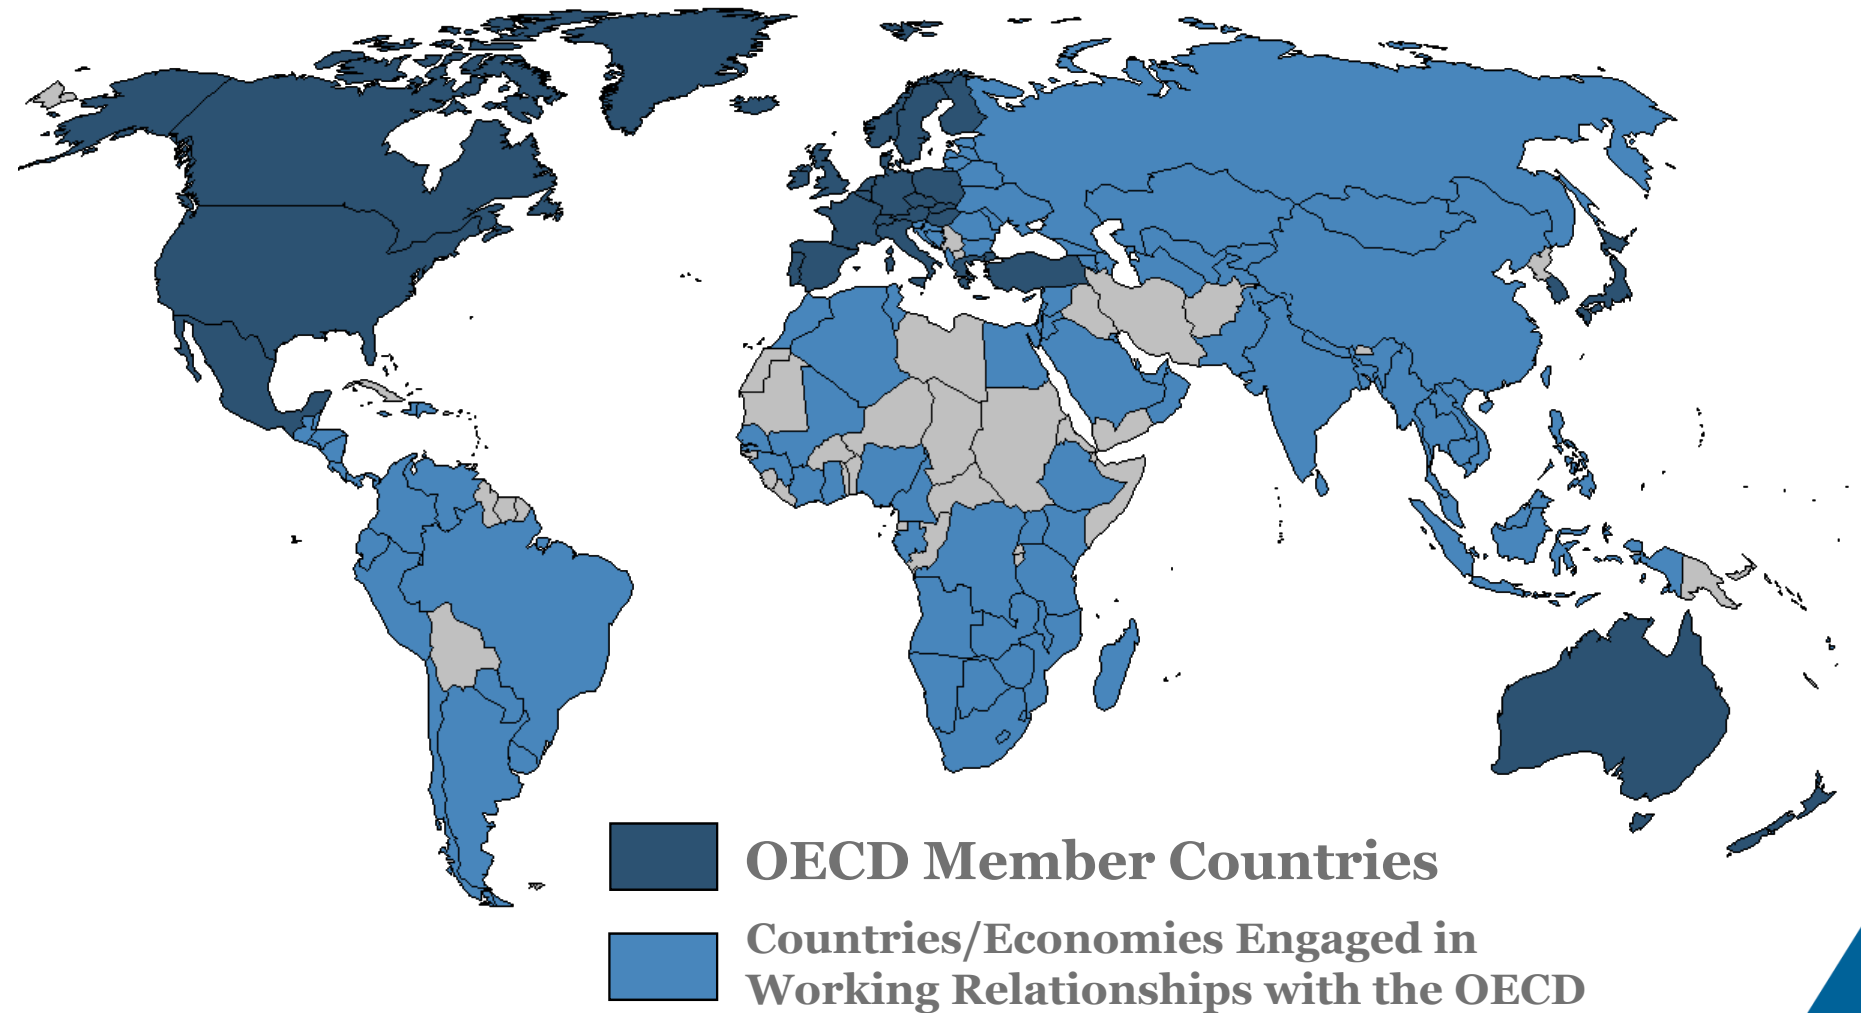 OECD Member Countries
Countries/Economies Engaged in
Working Relationships with the OECD